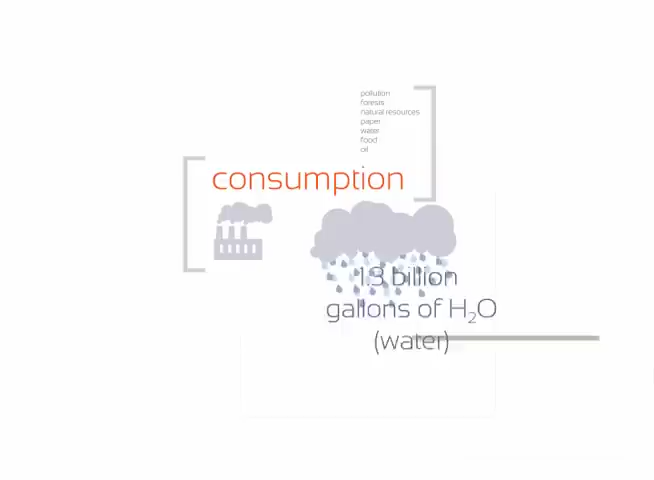 pollution
forests
natural resources
paper
water
food
oil
consumption
1.3 billion
gallons of H₂O
(water)